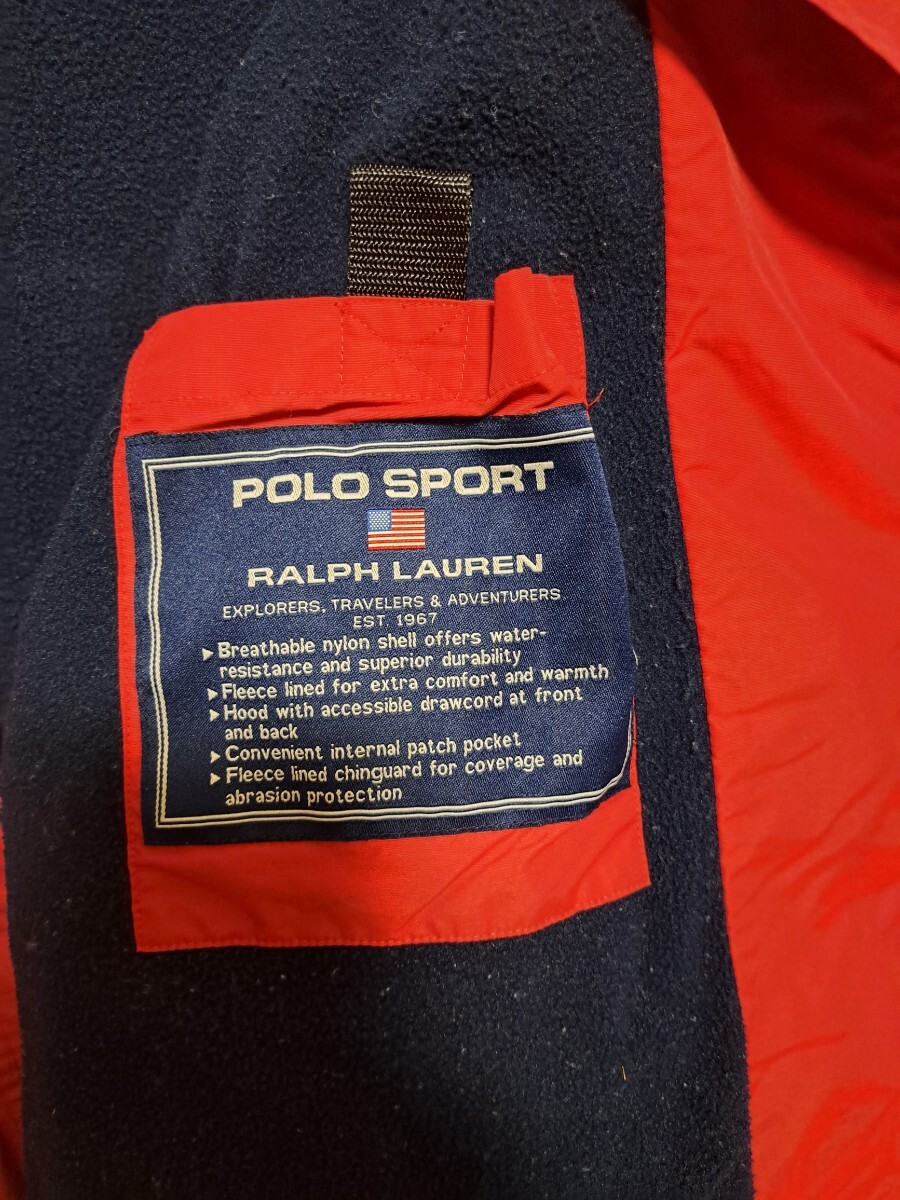 POLO SPORT
RALPH LAUREN
EXPLORERS, TRAVELERS & ADVENTURERS
EST. 1967
▶Breathable nylon shell offers water-
resistance and superior durability
▶Fleece lined for extra comfort and warmth
▶Hood with accessible drawcord at front
and back
▶Convenient internal patch pocket
▶Fleece lined chinguard for coverage and
abrasion protection